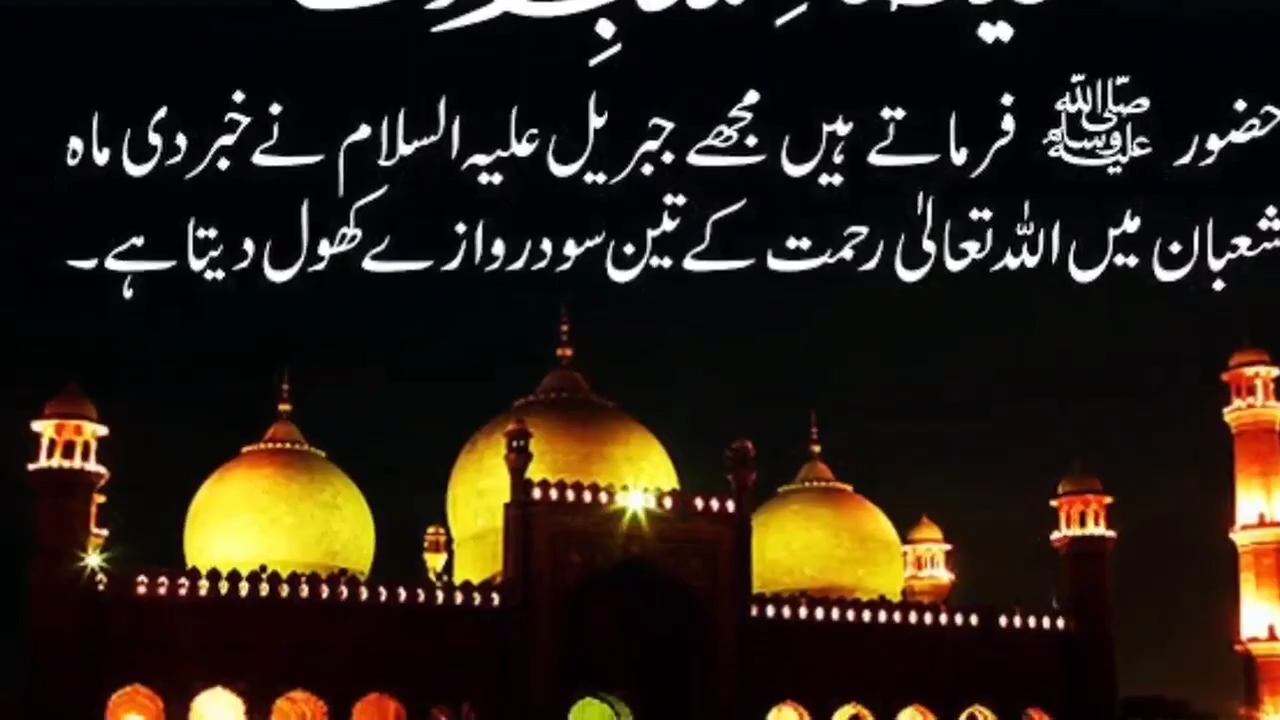 حضور ﷺ فرماتے ہیں مجھے جبریل علیہ السلام نے خبر دی ماہ
شعبان میں اللہ تعالیٰ رحمت کے تین سو دروازے کھول دیتا ہے۔